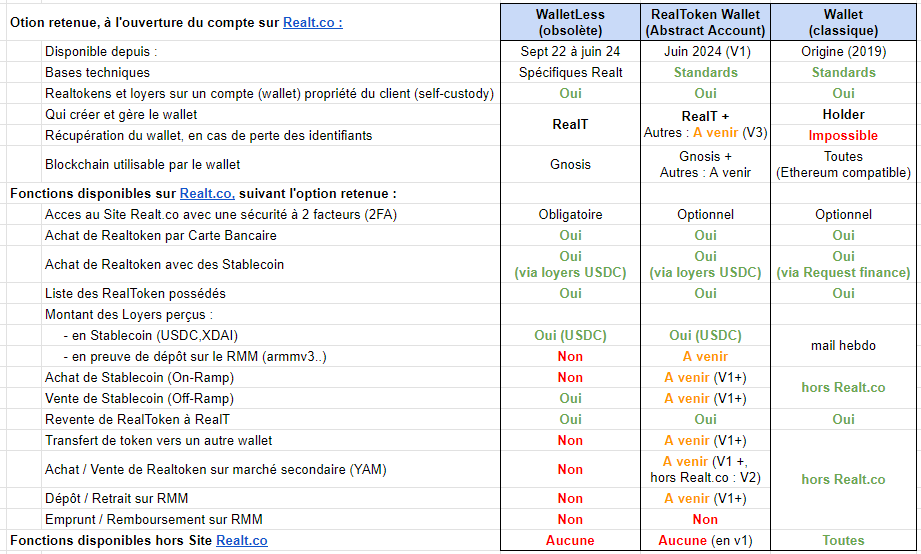 Otion retenue, à l'ouverture du compte sur Realt.co : WalletLess (obsolète) RealToken Wallet (Abstract Account) Wallet (classique)
Disponible depuis : Sept 22 à juin 24 Juin 2024 (V1) Origine (2019)
Bases techniques Spécifiques Realt Standards Standards
Realtokens et loyers sur un compte (wallet) propriété du client (self-custody) Oui Oui Oui
Qui créer et gère le wallet RealT RealT + Holder
Récupération du wallet, en cas de perte des identifiants Autres : A venir (V3) Impossible
Blockchain utilisable par le wallet Gnosis Gnosis + Autres : A venir Toutes (Ethereum compatible)
Fonctions disponibles sur Realt.co, suivant l'option retenue :
Acces au Site Realt.co avec une sécurité à 2 facteurs (2FA) Obligatoire Optionnel Optionnel
Achat de Realtoken par Carte Bancaire Oui Oui Oui
Achat de Realtoken avec des Stablecoin Oui (via loyers USDC) Oui (via loyers USDC) Oui (via Request finance)
Liste des RealToken possédés Oui Oui Oui
Montant des Loyers perçus :
- en Stablecoin (USDC,XDAI) Oui (USDC) Oui (USDC) mail hebdo
- en preuve de dépôt sur le RMM (armmv3..) Non A venir
Achat de Stablecoin (On-Ramp) Non A venir (V1+) hors Realt.co
Vente de Stablecoin (Off-Ramp) Oui A venir (V1+)
Revente de RealToken à RealT Oui Oui Oui
Transfert de token vers un autre wallet Non A venir (V1+) hors Realt.co
Achat / Vente de Realtoken sur marché secondaire (YAM) Non A venir (V1 +, hors Realt.co : V2)
Dépôt / Retrait sur RMM Non A venir (V1+)
Emprunt / Remboursement sur RMM Non Non
Fonctions disponibles hors Site Realt.co Aucune Aucune (en v1) Toutes